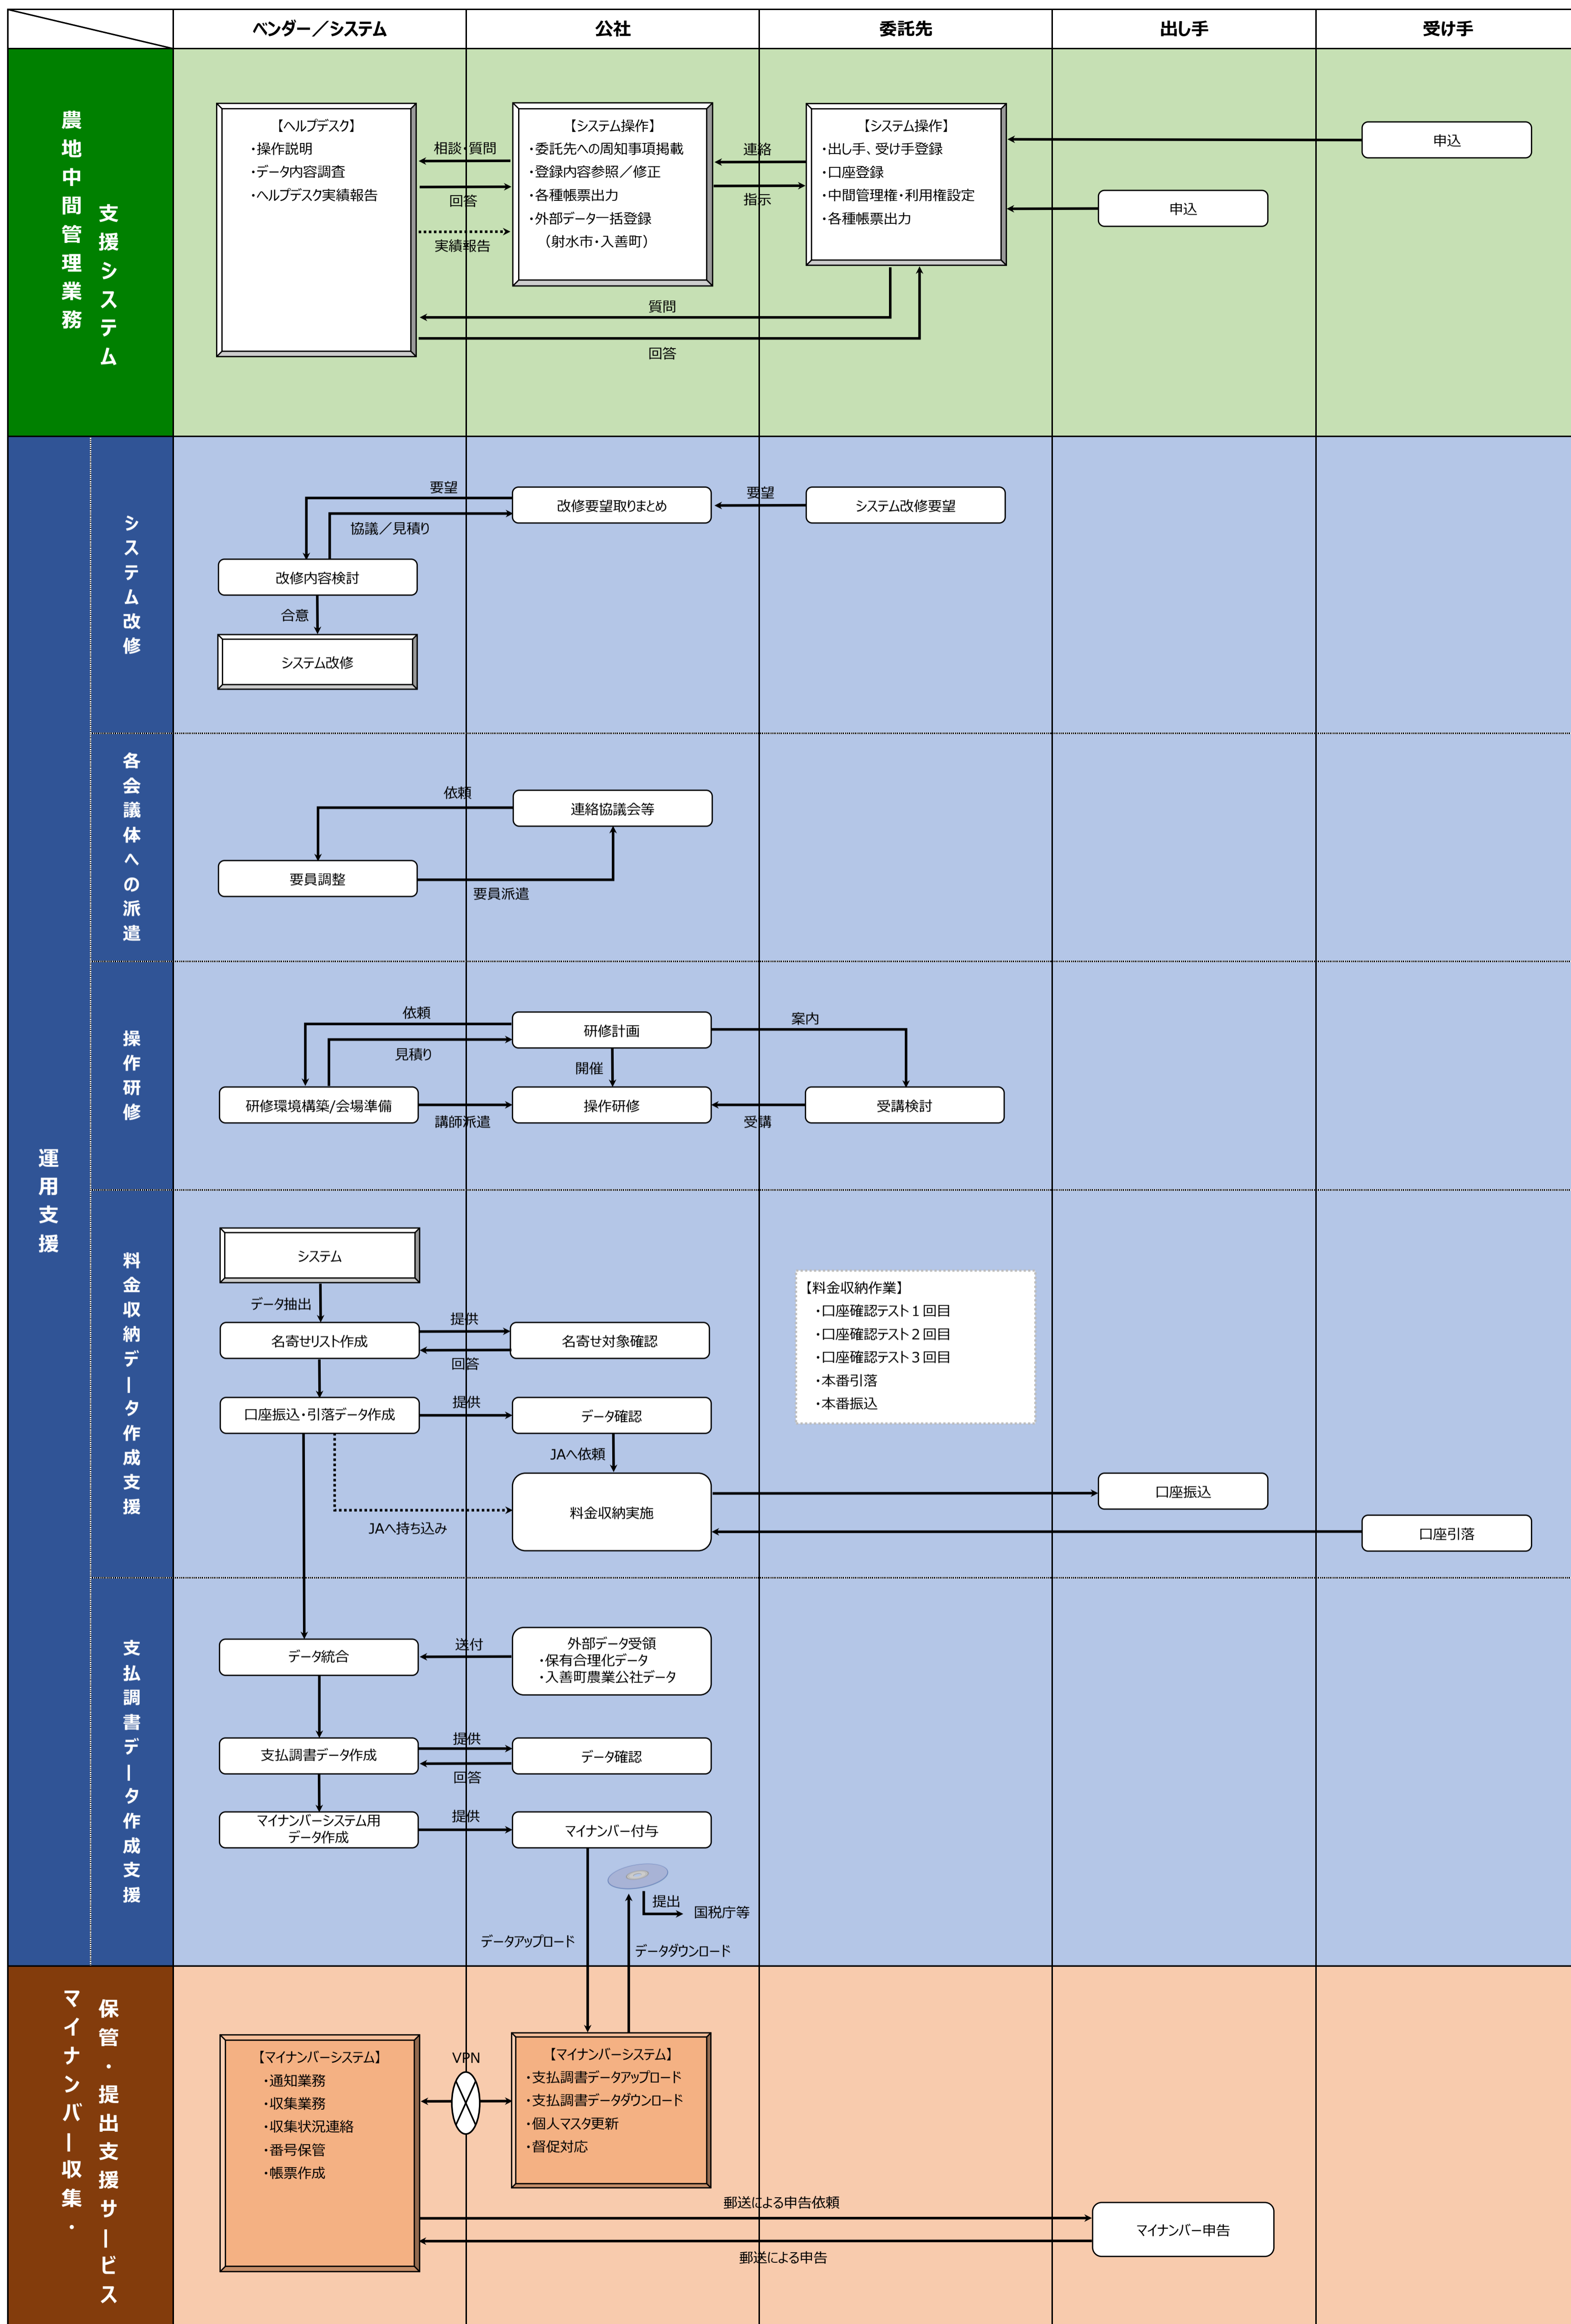 ベンダー／システム
公社
委託先
出し手
受け手
農地中間管理業務
支援システム
【ヘルプデスク】
・操作説明
・データ内容調査
・ヘルプデスク実績報告
相談・質問
回答
実績報告
【システム操作】
・委託先への周知事項掲載
・登録内容参照／修正
・各種帳票出力
・外部データ一括登録
（射水市・入善町）
連絡
指示
【システム操作】
・出し手、受け手登録
・口座登録
・中間管理権・利用権設定
・各種帳票出力
申込
申込
質問
回答
運用支援
システム改修
要望
改修要望取りまとめ
要望
システム改修要望
協議／見積り
改修内容検討
合意
システム改修
各会議体への派遣
依頼
連絡協議会等
要員調整
要員派遣
操作研修
依頼
研修計画
案内
見積り
開催
研修環境構築/会場準備
講師派遣
操作研修
受講
受講検討
料金収納データ作成支援
システム
データ抽出
名寄せリスト作成
提供
回答
名寄せ対象確認
口座振込・引落データ作成
提供
データ確認
JAへ依頼
JAへ持ち込み
料金収納実施
【料金収納作業】
・口座確認テスト１回目
・口座確認テスト２回目
・口座確認テスト３回目
・本番引落
・本番振込
口座振込
口座引落
支払調書データ作成支援
データ統合
送付
外部データ受領
・保有合理化データ
・入善町農業公社データ
支払調書データ作成
提供
回答
データ確認
マイナンバーシステム用
データ作成
提供
マイナンバー付与
提出
国税庁等
データアップロード
データダウンロード
マイナンバー収集・
保管・提出支援サービス
【マイナンバーシステム】
・通知業務
・収集業務
・収集状況連絡
・番号保管
・帳票作成
VPN
【マイナンバーシステム】
・支払調書データアップロード
・支払調書データダウンロード
・個人マスタ更新
・督促対応
郵送による申告依頼
マイナンバー申告
郵送による申告